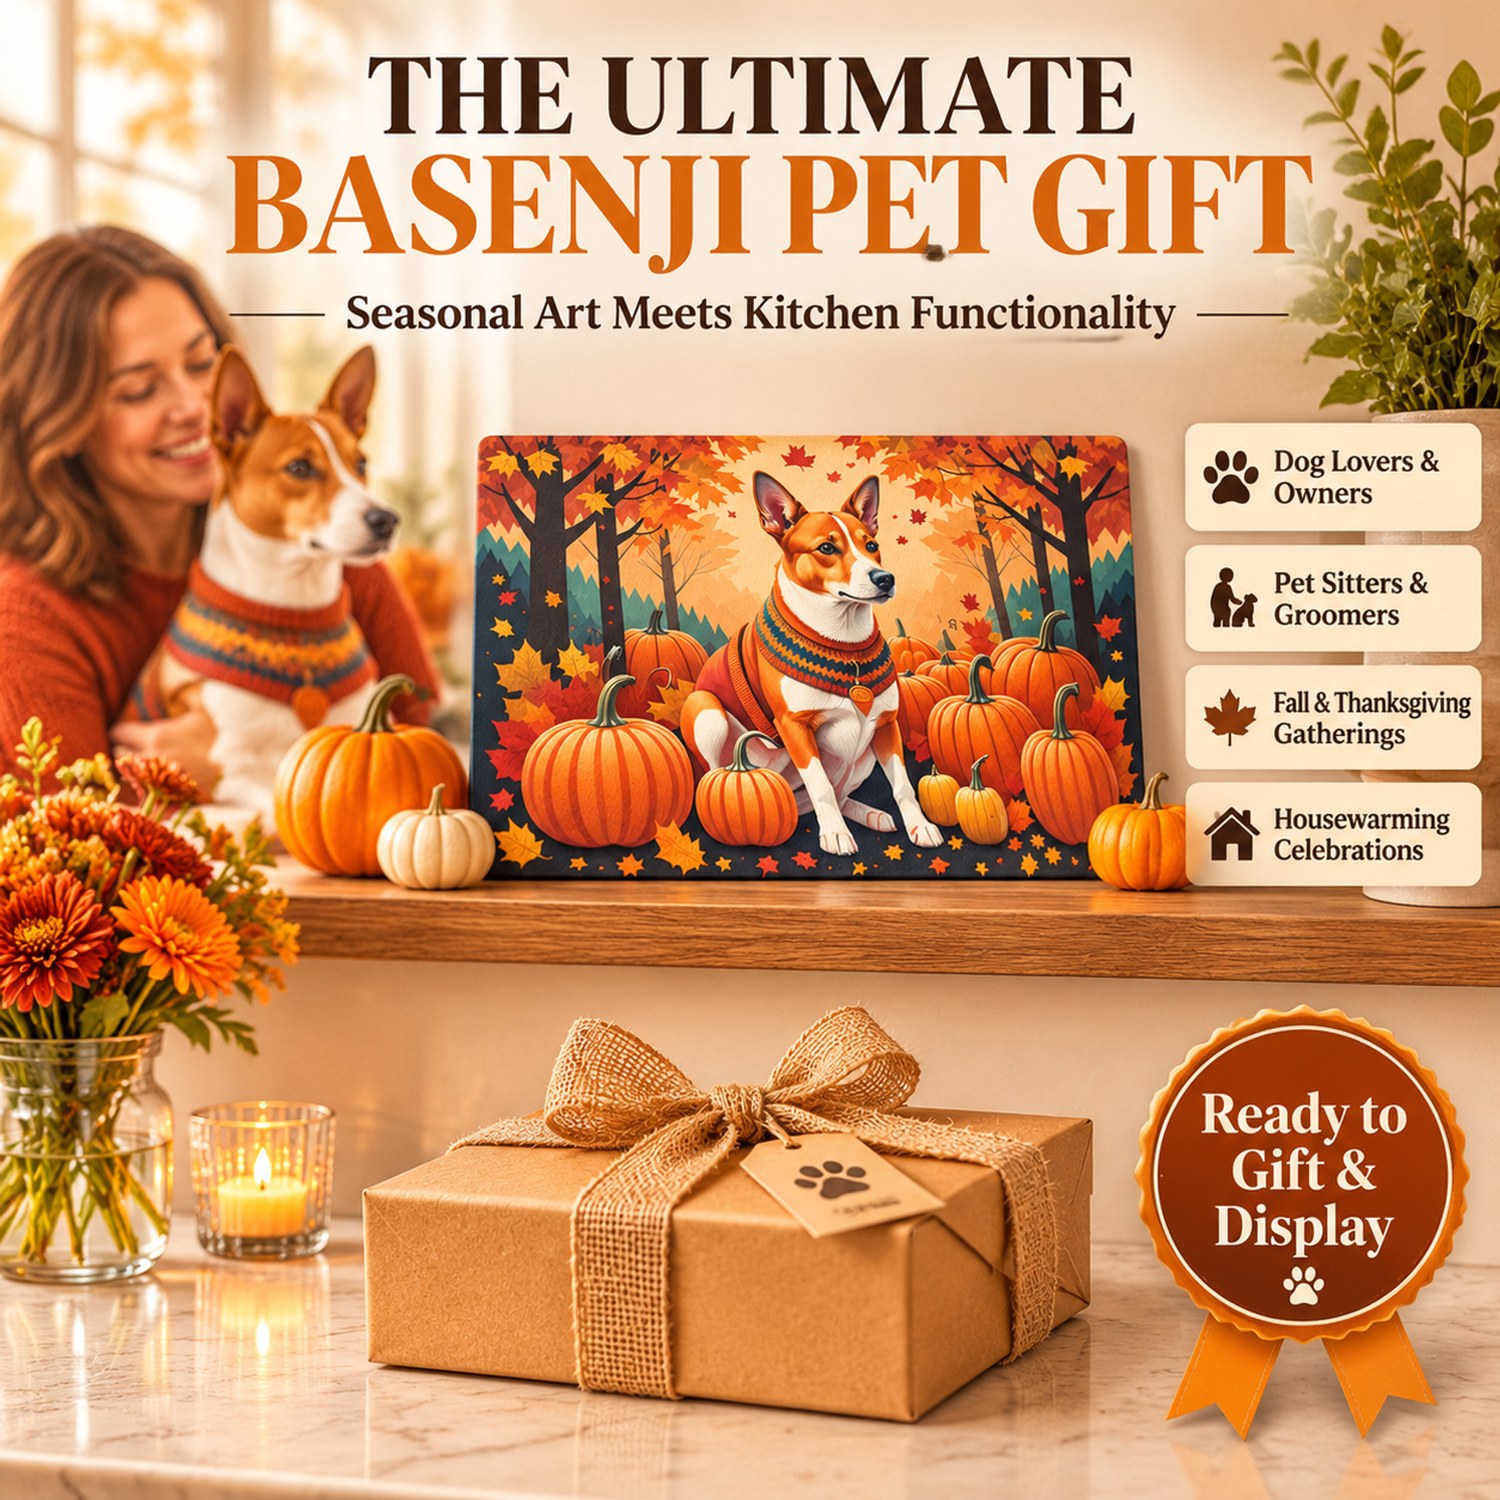 THE ULTIMATE
BASENJI PET GIFT
Seasonal Art Meets Kitchen Functionality
Dog Lovers &
Owners
Pet Sitters &
Groomers
Fall & Thanksgiving
Gatherings
Housewarming
Celebrations
Ready to
Gift &
Display